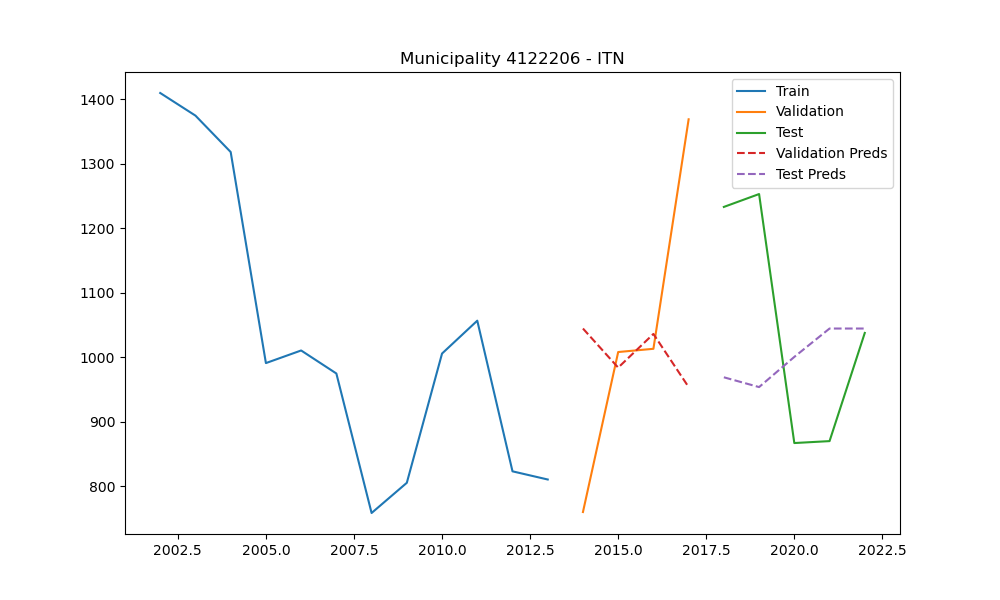 Municipality 4122206 - ITN
Train
Validation
Test
Validation Preds
Test Preds
1400
1300
1200
1100
1000
900
800
2002.5 2005.0 2007.5 2010.0 2012.5 2015.0 2017.5 2020.0 2022.5